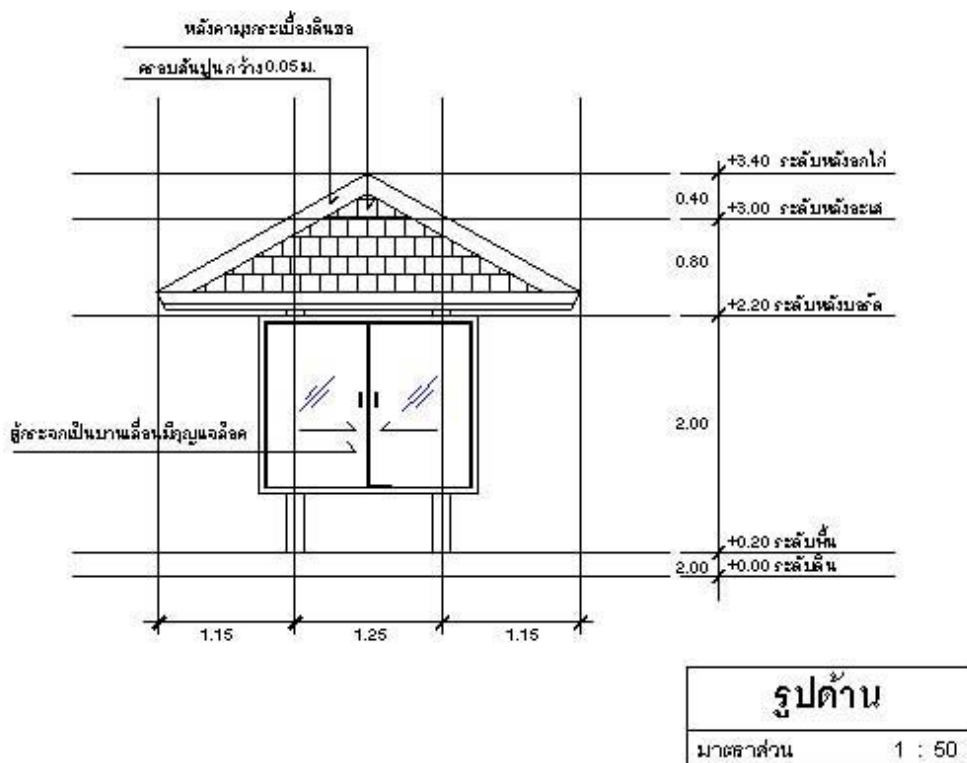 หลังคามุงกระเบื้องดินขอ
ครอบสันปูน กว้าง 0.05 ม.
+3.40 ระดับหลังอกไก่
0.40
+3.00 ระดับหลังอะเส
0.80
+2.20 ระดับหลังบอร์ด
2.00
ตู้กระจกเป็นบานเลื่อนมีกุญแจล็อค
+0.20 ระดับพื้น
2.00
+0.00 ระดับดิน
1.15
1.25
1.15
รูปด้าน
มาตราส่วน 1 : 50